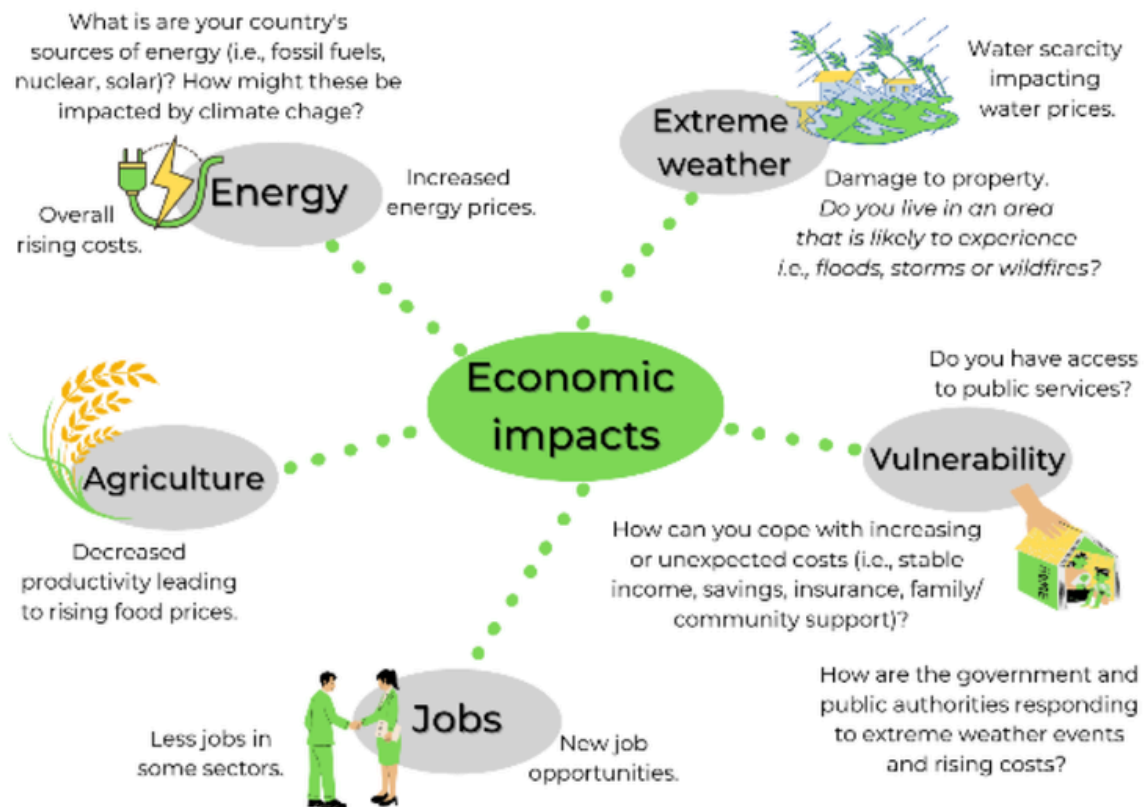 What is are your country's
sources of energy (i.e., fossil fuels,
nuclear, solar)? How might these be
impacted by climate chage?
Energy
Overall
rising costs.
Increased
energy prices.
Extreme
weather
Water scarcity
impacting
water prices.
Damage to property.
Do you live in an area
that is likely to experience
i.e., floods, storms or wildfires?
Economic
impacts
Agriculture
Decreased
productivity leading
to rising food prices.
Do you have access
to public services?
Vulnerability
HOME
How can you cope with increasing
or unexpected costs (i.e., stable
income, savings, insurance, family/
community support)?
How are the government and
public authorities responding
to extreme weather events
and rising costs?
Jobs
Less jobs in
some sectors.
New job
opportunities.